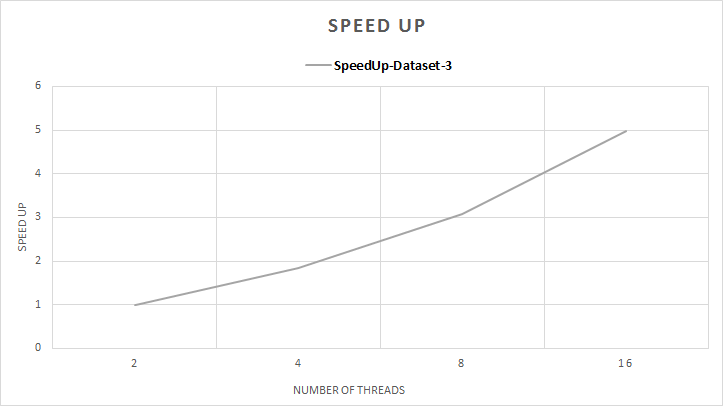 SPEED UP
SpeedUp-Dataset-3
6
5
4
3
2
1
0
SPEED UP
2 4 8 16
NUMBER OF THREADS